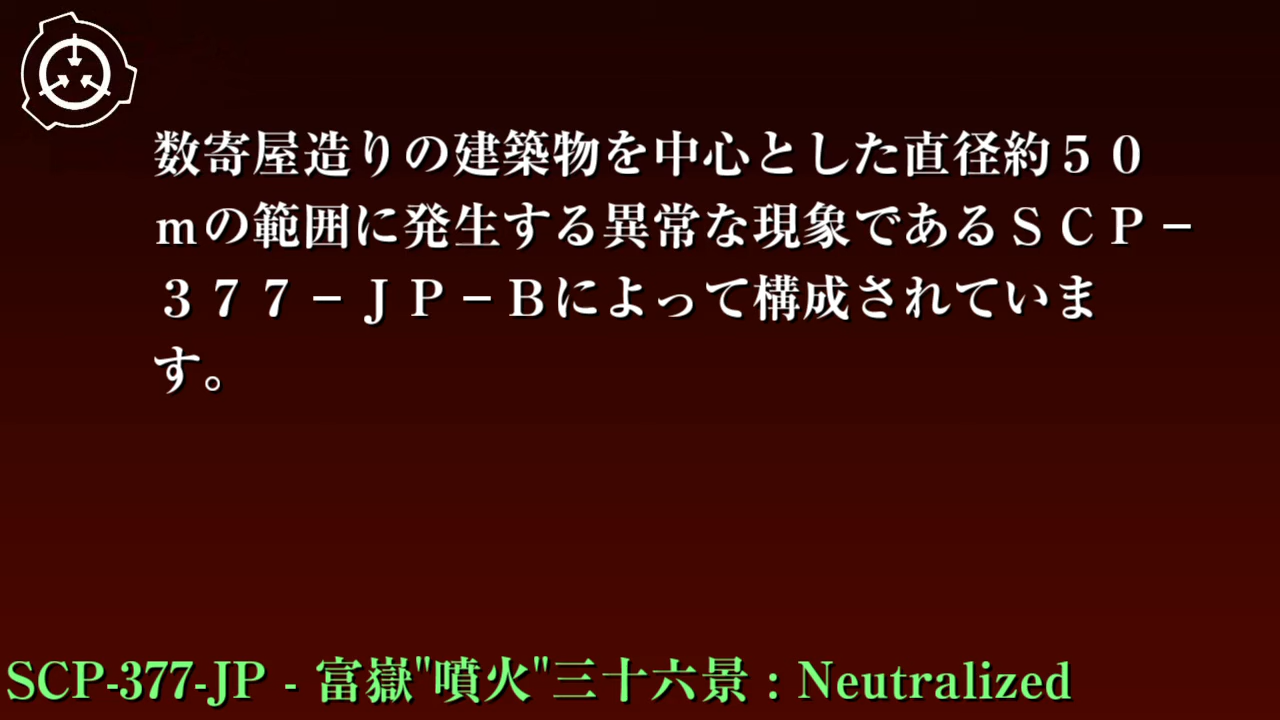 数寄屋造りの建築物を中心とした直径約５０
ｍの範囲に発生する異常な現象であるＳＣＰ－
３７７－ＪＰ－Ｂによって構成されていま
す。
SCP-377-JP - 富嶽"噴火"三十六景：Neutralized